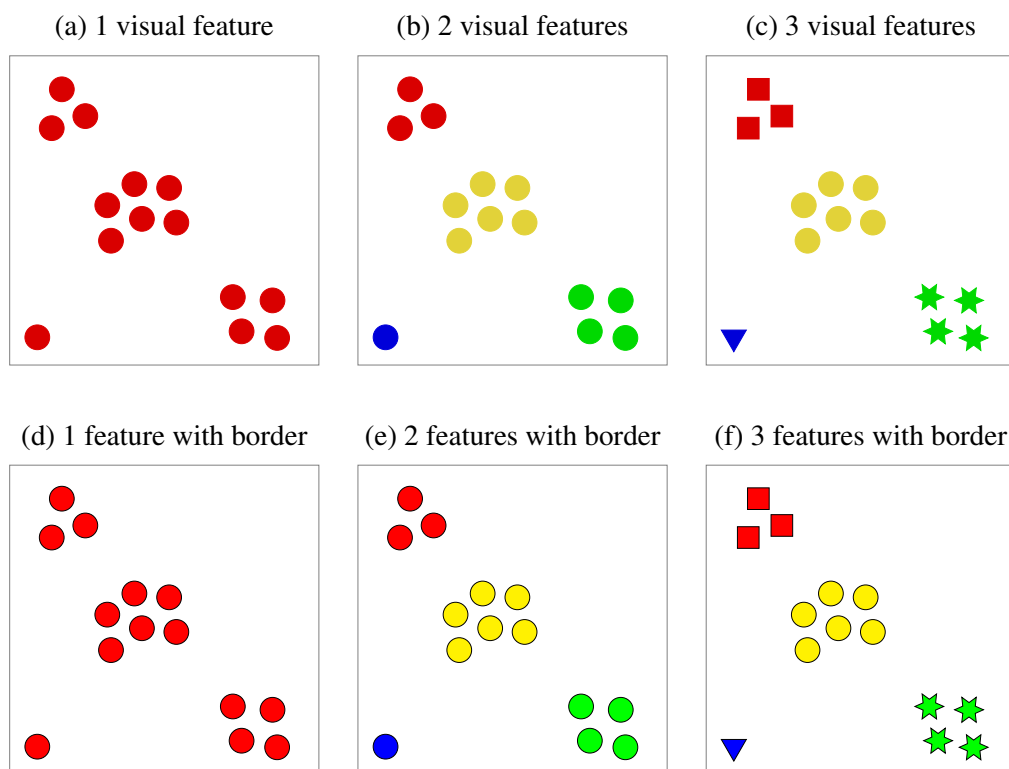 (a) 1 visual feature
(b) 2 visual features
(c) 3 visual features
(d) 1 feature with border
(e) 2 features with border
(f) 3 features with border